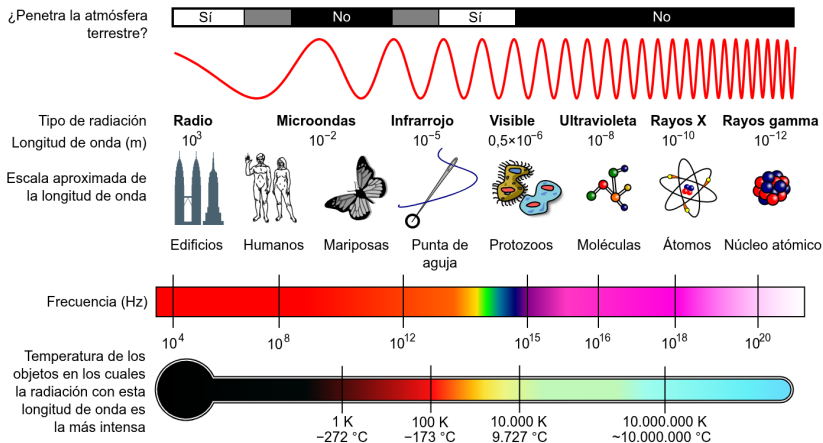 ¿Penetra la atmósfera
terrestre?
Sí
No
Sí
No
Tipo de radiación
Radio
Microondas
Infrarrojo
Visible
Ultravioleta
Rayos X
Rayos gamma
Longitud de onda (m)
10³
10⁻²
10⁻⁵
0,5×10⁻⁶
10⁻⁸
10⁻¹⁰
10⁻¹²
Escala aproximada de
la longitud de onda
Edificios
Humanos
Mariposas
Punta de
aguja
Protozoos
Moléculas
Átomos
Núcleo atómico
Frecuencia (Hz)
10⁴
10⁸
10¹²
10¹⁵
10¹⁶
10¹⁸
10²⁰
Temperatura de los
objetos en los cuales
la radiación con esta
longitud de onda es
la más intensa
1 K
−272 °C
100 K
−173 °C
10.000 K
9.727 °C
10.000.000 K
~10.000.000 °C